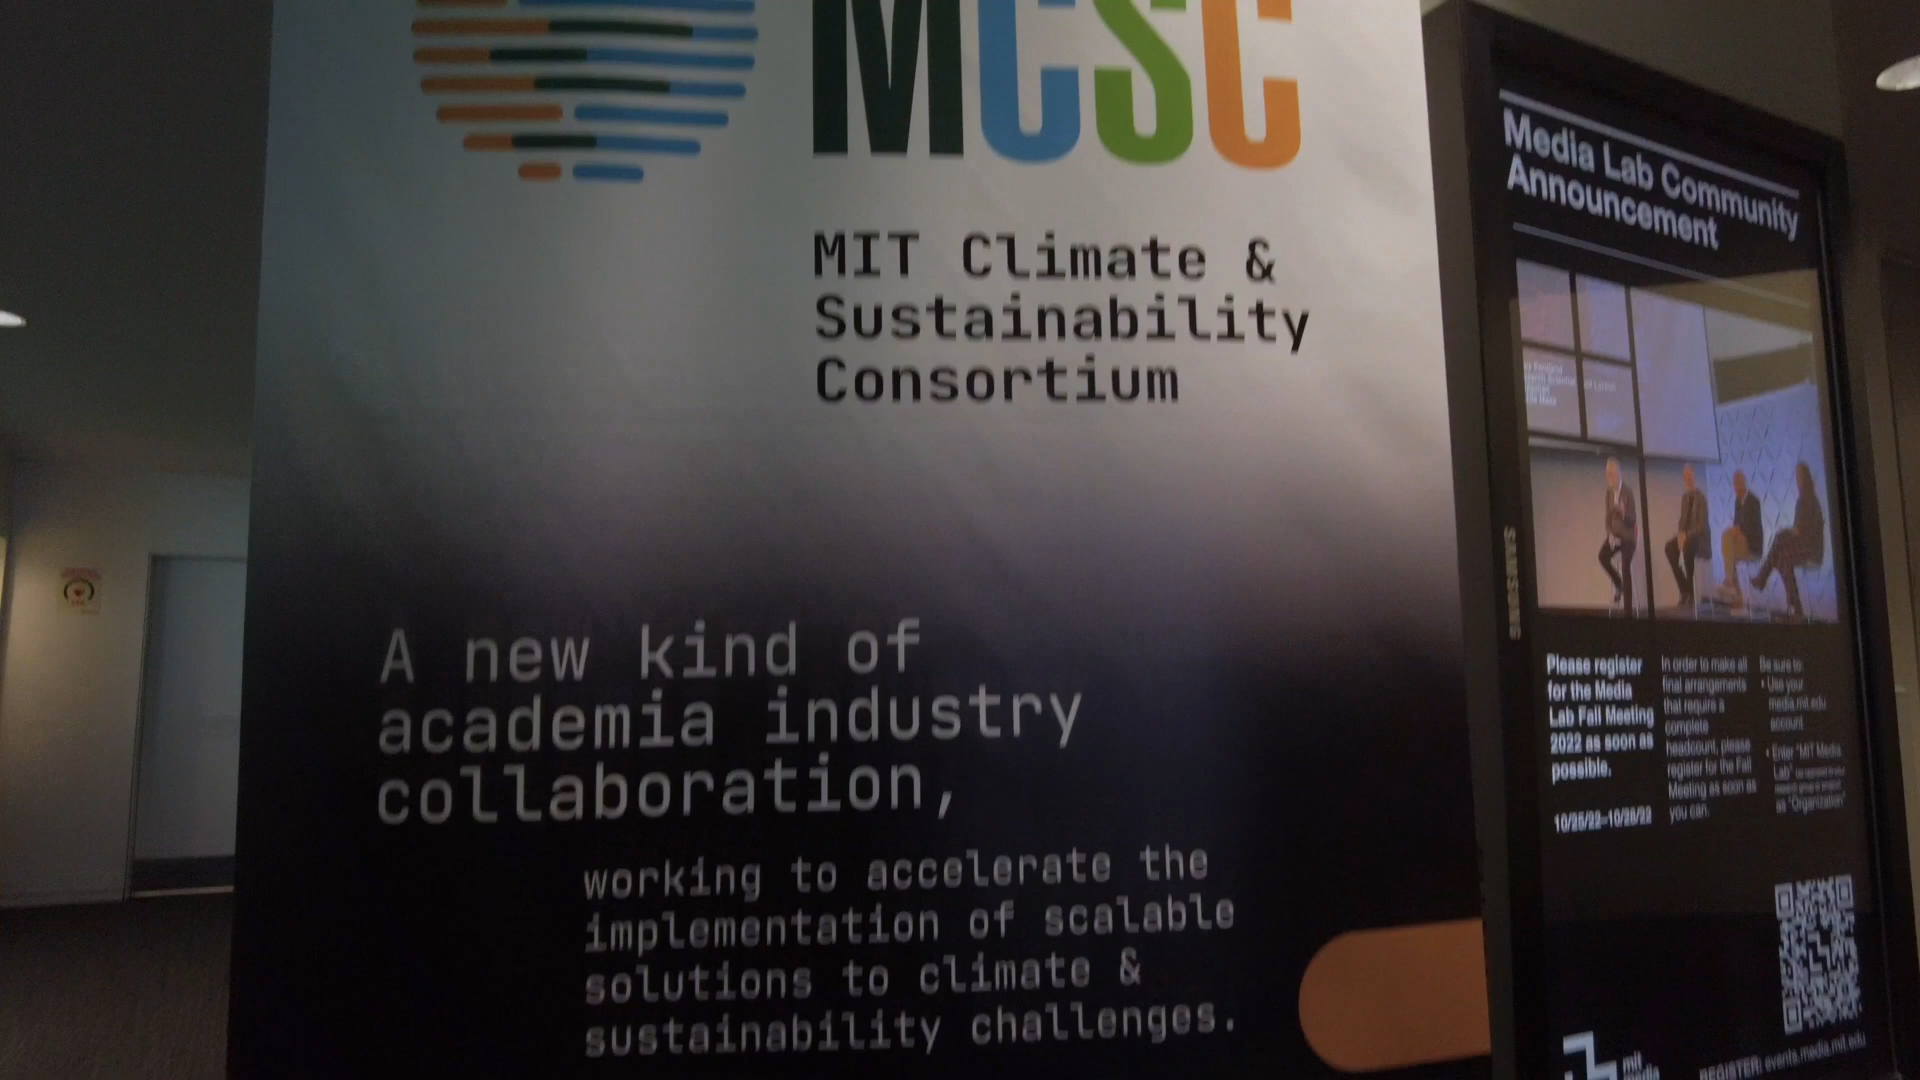 MCSC
MIT Climate &
Sustainability
Consortium
A new kind of
academia industry
collaboration,
working to accelerate the
implementation of scalable
solutions to climate &
sustainability challenges.
Media Lab Community
Announcement
SAMSUNG
Please register
for the Media
Lab Fall Meeting
2022 as soon as
possible.
10/25/22–10/28/22
In order to make all
final arrangements
that require a
complete
headcount, please
register for the Fall
Meeting as soon as
you can.
Be sure to:
• Use your
media.mit.edu
account
• Enter "MIT Media
Lab"
as "Organization"
mit
media
REGISTER: events.media.mit.edu